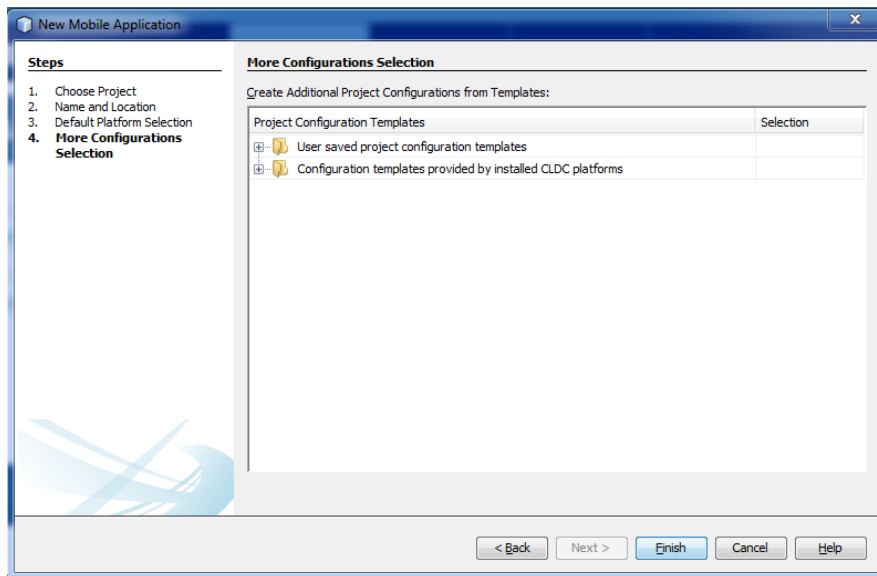 New Mobile Application
X
Steps
1. Choose Project
2. Name and Location
3. Default Platform Selection
4. More Configurations
Selection
More Configurations Selection
Create Additional Project Configurations from Templates:
Project Configuration Templates Selection
User saved project configuration templates
Configuration templates provided by installed CLDC platforms
< Back Next > Finish Cancel Help